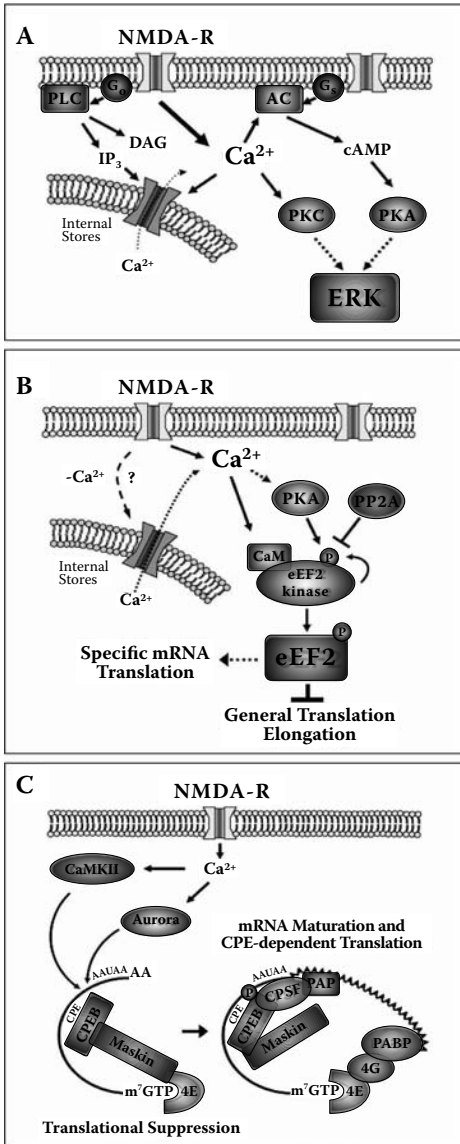 A
NMDA-R
PLC
Gq
AC
Gs
DAG
IP3
Ca2+
cAMP
Internal
Stores
PKC
PKA
Ca2+
ERK
B
NMDA-R
Ca2+
-Ca2+
?
PKA
PP2A
Internal
Stores
CaM
P
eEF2
kinase
Ca2+
P
eEF2
Specific mRNA
Translation
General Translation
Elongation
C
NMDA-R
CaMKII
Ca2+
Aurora
mRNA Maturation and
CPE-dependent Translation
AAUAA AA
CPE
CPEB
Maskin
m7GTP 4E
Translational Suppression
AAUAA
P
CPSF
PAP
CPE
CPEB
Maskin
PABP
4G
m7GTP 4E